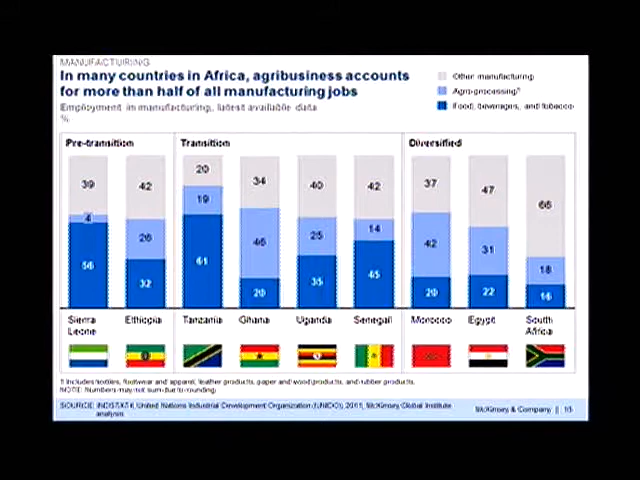 MANUFACTURING
In many countries in Africa, agribusiness accounts
for more than half of all manufacturing jobs
Employment in manufacturing, latest available data
%
Other manufacturing
Agro-processing¹
Food, beverages, and tobacco
Pre-transition Transition Diversified
39 42 20 34 40 42 37 47 66
4 26 19 46 25 14 42 31 18
56 32 61 20 35 45 20 22 16
Sierra Leone Ethiopia Tanzania Ghana Uganda Senegal Morocco Egypt South Africa
1 Includes textiles, footwear and apparel, leather products, paper and wood products, and rubber products.
NOTE: Numbers may not sum due to rounding.
SOURCE: United Nations Industrial Development Organization (UNIDO), McKinsey Global Institute
analysis
McKinsey & Company